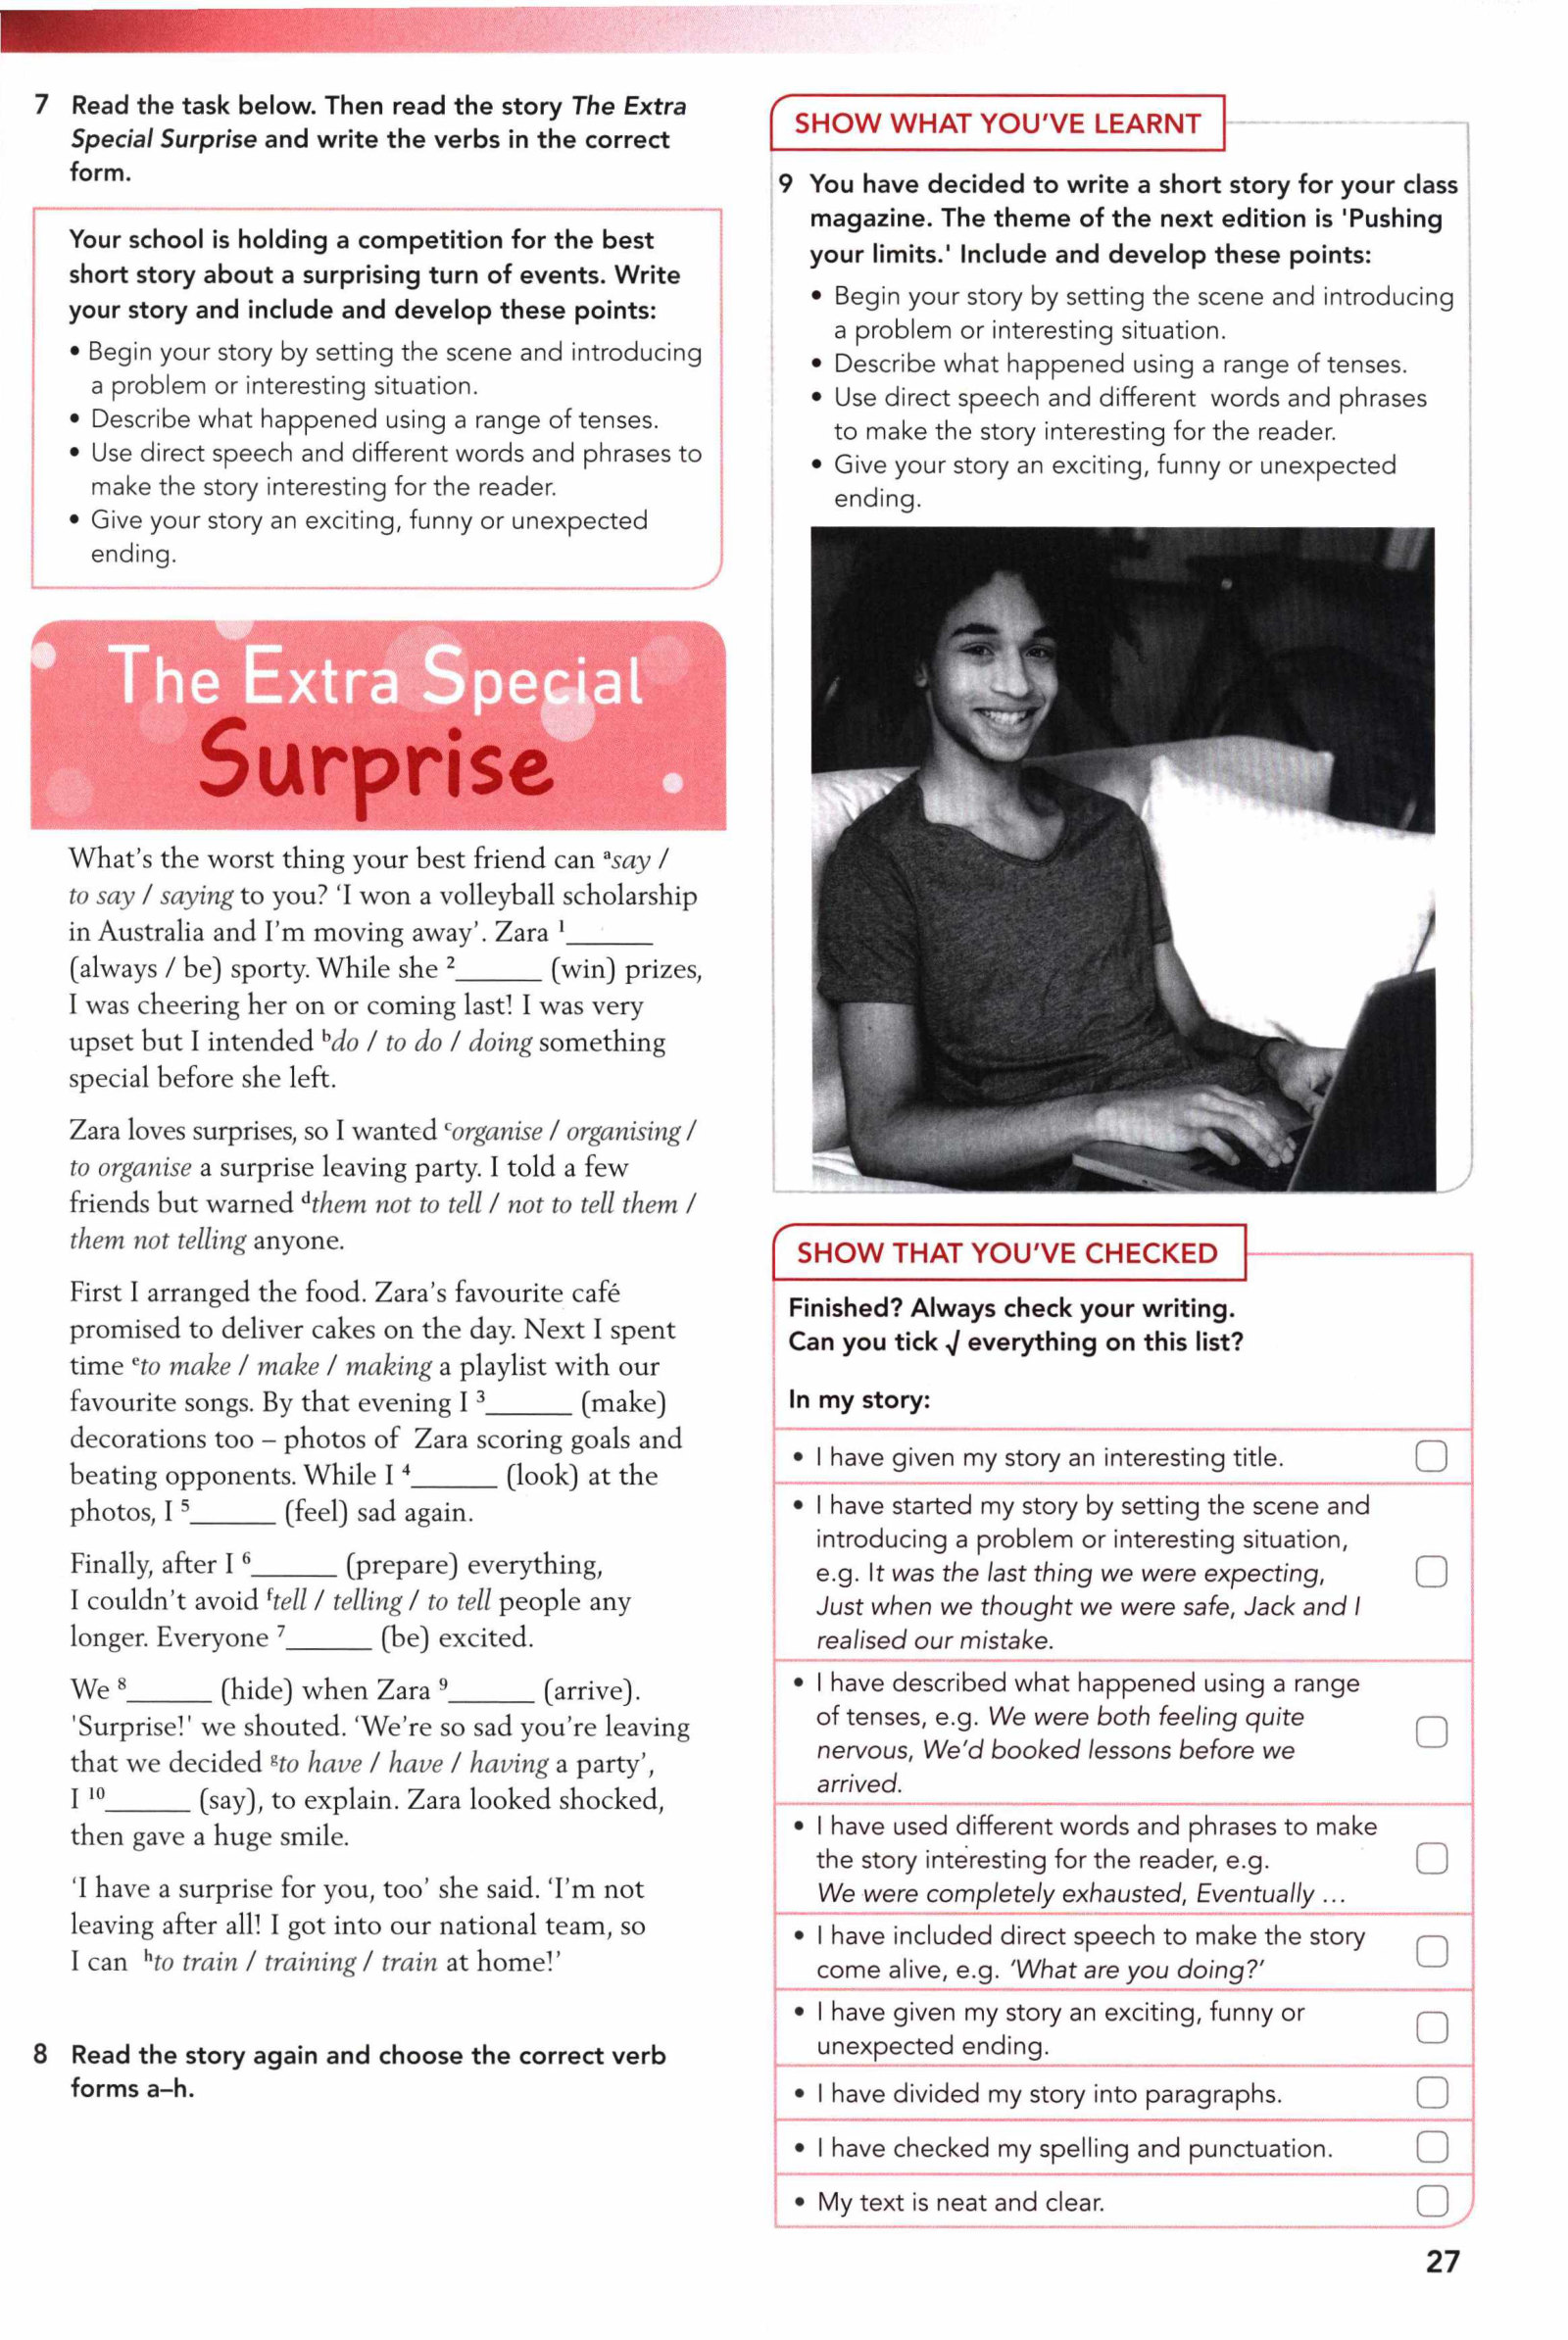 7 Read the task below. Then read the story The Extra
Special Surprise and write the verbs in the correct
form.
Your school is holding a competition for the best
short story about a surprising turn of events. Write
your story and include and develop these points:
• Begin your story by setting the scene and introducing
a problem or interesting situation.
• Describe what happened using a range of tenses.
• Use direct speech and different words and phrases to
make the story interesting for the reader.
• Give your story an exciting, funny or unexpected
ending.
The Extra Special
Surprise
What's the worst thing your best friend can ᵃsay /
to say / saying to you? 'I won a volleyball scholarship
in Australia and I'm moving away'. Zara ¹______
(always / be) sporty. While she ²______ (win) prizes,
I was cheering her on or coming last! I was very
upset but I intended ᵇdo / to do / doing something
special before she left.
Zara loves surprises, so I wanted ᶜorganise / organising /
to organise a surprise leaving party. I told a few
friends but warned ᵈthem not to tell / not to tell them /
them not telling anyone.
First I arranged the food. Zara's favourite café
promised to deliver cakes on the day. Next I spent
time ᵉto make / make / making a playlist with our
favourite songs. By that evening I ³______ (make)
decorations too – photos of Zara scoring goals and
beating opponents. While I ⁴______ (look) at the
photos, I ⁵______ (feel) sad again.
Finally, after I ⁶______ (prepare) everything,
I couldn't avoid ᶠtell / telling / to tell people any
longer. Everyone ⁷______ (be) excited.
We ⁸______ (hide) when Zara ⁹______ (arrive).
'Surprise!' we shouted. 'We're so sad you're leaving
that we decided ᵍto have / have / having a party',
I ¹⁰______ (say), to explain. Zara looked shocked,
then gave a huge smile.
'I have a surprise for you, too' she said. 'I'm not
leaving after all! I got into our national team, so
I can ʰto train / training / train at home!'
8 Read the story again and choose the correct verb
forms a–h.
SHOW WHAT YOU'VE LEARNT
9 You have decided to write a short story for your class
magazine. The theme of the next edition is 'Pushing
your limits.' Include and develop these points:
• Begin your story by setting the scene and introducing
a problem or interesting situation.
• Describe what happened using a range of tenses.
• Use direct speech and different words and phrases
to make the story interesting for the reader.
• Give your story an exciting, funny or unexpected
ending.
SHOW THAT YOU'VE CHECKED
Finished? Always check your writing.
Can you tick √ everything on this list?
In my story:
• I have given my story an interesting title.
• I have started my story by setting the scene and
introducing a problem or interesting situation,
e.g. It was the last thing we were expecting,
Just when we thought we were safe, Jack and I
realised our mistake.
• I have described what happened using a range
of tenses, e.g. We were both feeling quite
nervous, We'd booked lessons before we
arrived.
• I have used different words and phrases to make
the story interesting for the reader, e.g.
We were completely exhausted, Eventually ...
• I have included direct speech to make the story
come alive, e.g. 'What are you doing?'
• I have given my story an exciting, funny or
unexpected ending.
• I have divided my story into paragraphs.
• I have checked my spelling and punctuation.
• My text is neat and clear.
27